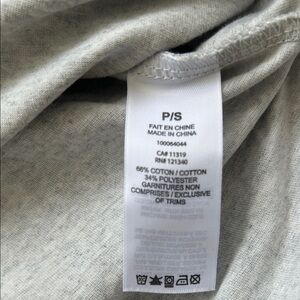 P/S
FAIT EN CHINE
MADE IN CHINA
100064044
CA# 11319
RN# 121340
66% COTON / COTTON
34% POLYESTER
GARNITURES NON
COMPRISES / EXCLUSIVE
OF TRIMS